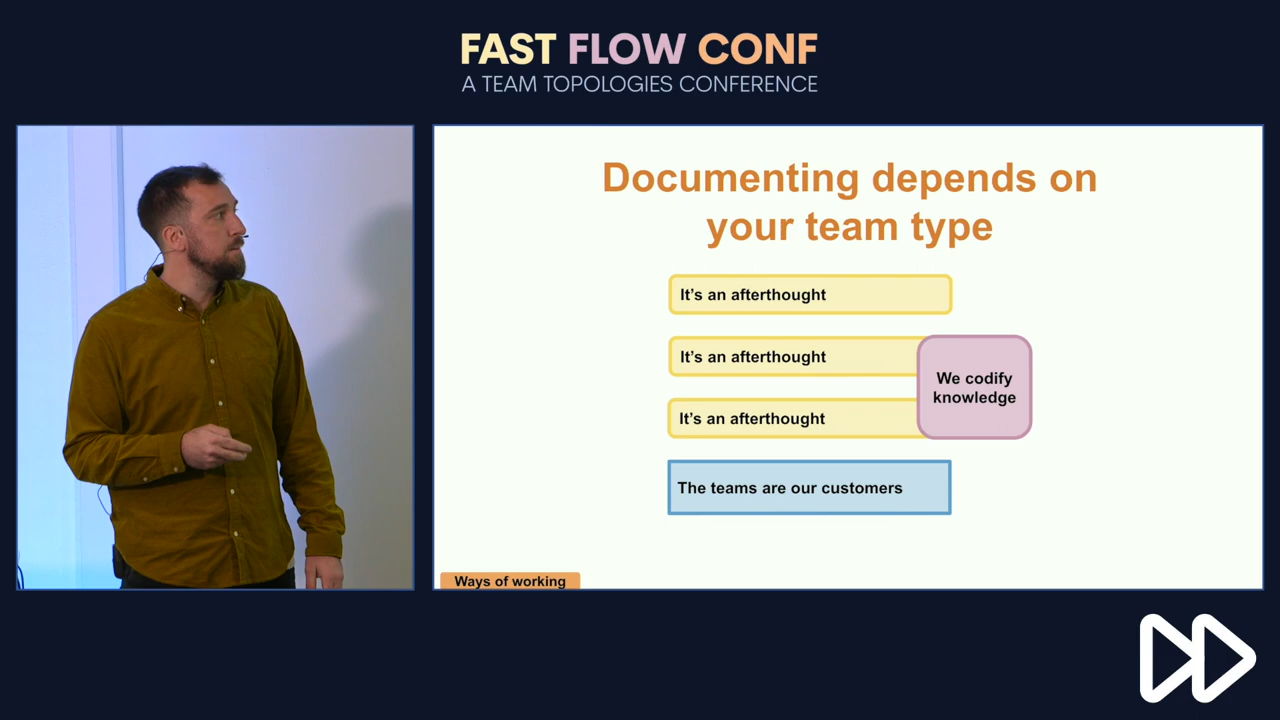 FAST FLOW CONF
A TEAM TOPOLOGIES CONFERENCE
Documenting depends on
your team type
It's an afterthought
It's an afterthought
It's an afterthought
We codify
knowledge
The teams are our customers
Ways of working